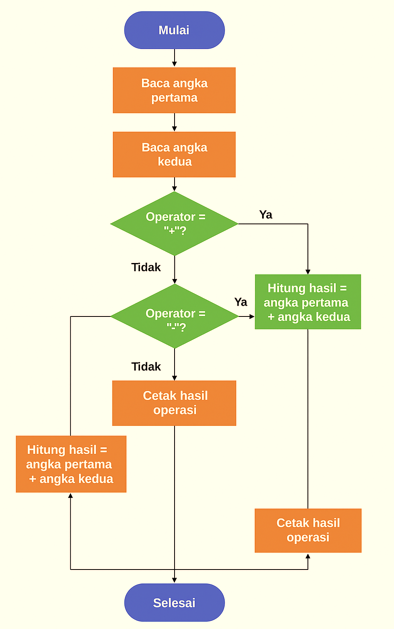 Mulai
Baca angka
pertama
Baca angka
kedua
Operator =
"+"?
Ya
Tidak
Hitung hasil =
angka pertama
+ angka kedua
Operator =
"-"?
Ya
Tidak
Cetak hasil
operasi
Hitung hasil =
angka pertama
+ angka kedua
Cetak hasil
operasi
Selesai